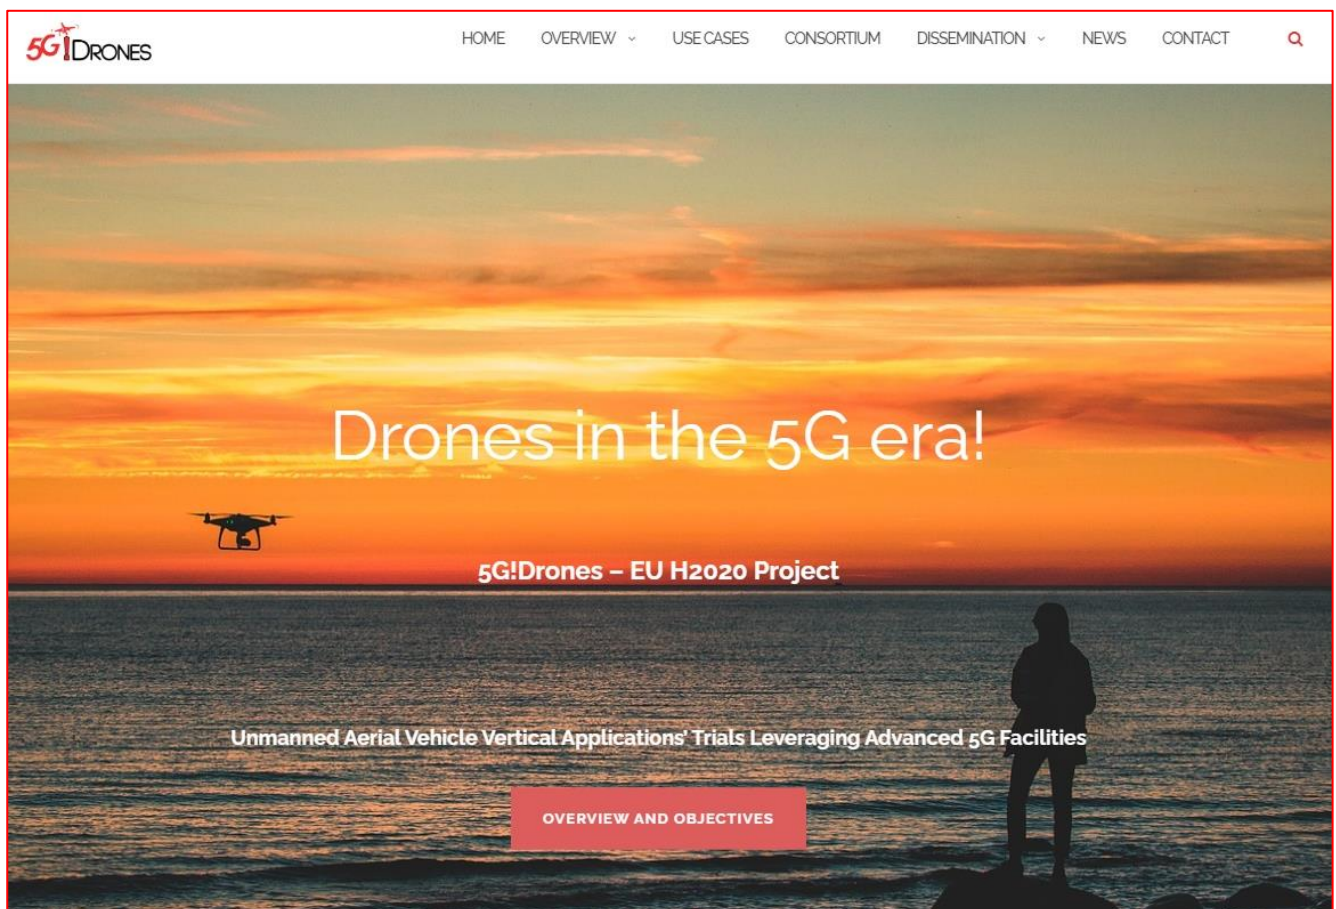 5G!DRONES
HOME OVERVIEW USE CASES CONSORTIUM DISSEMINATION NEWS CONTACT
Drones in the 5G era!
5G!Drones – EU H2020 Project
Unmanned Aerial Vehicle Vertical Applications' Trials Leveraging Advanced 5G Facilities
OVERVIEW AND OBJECTIVES